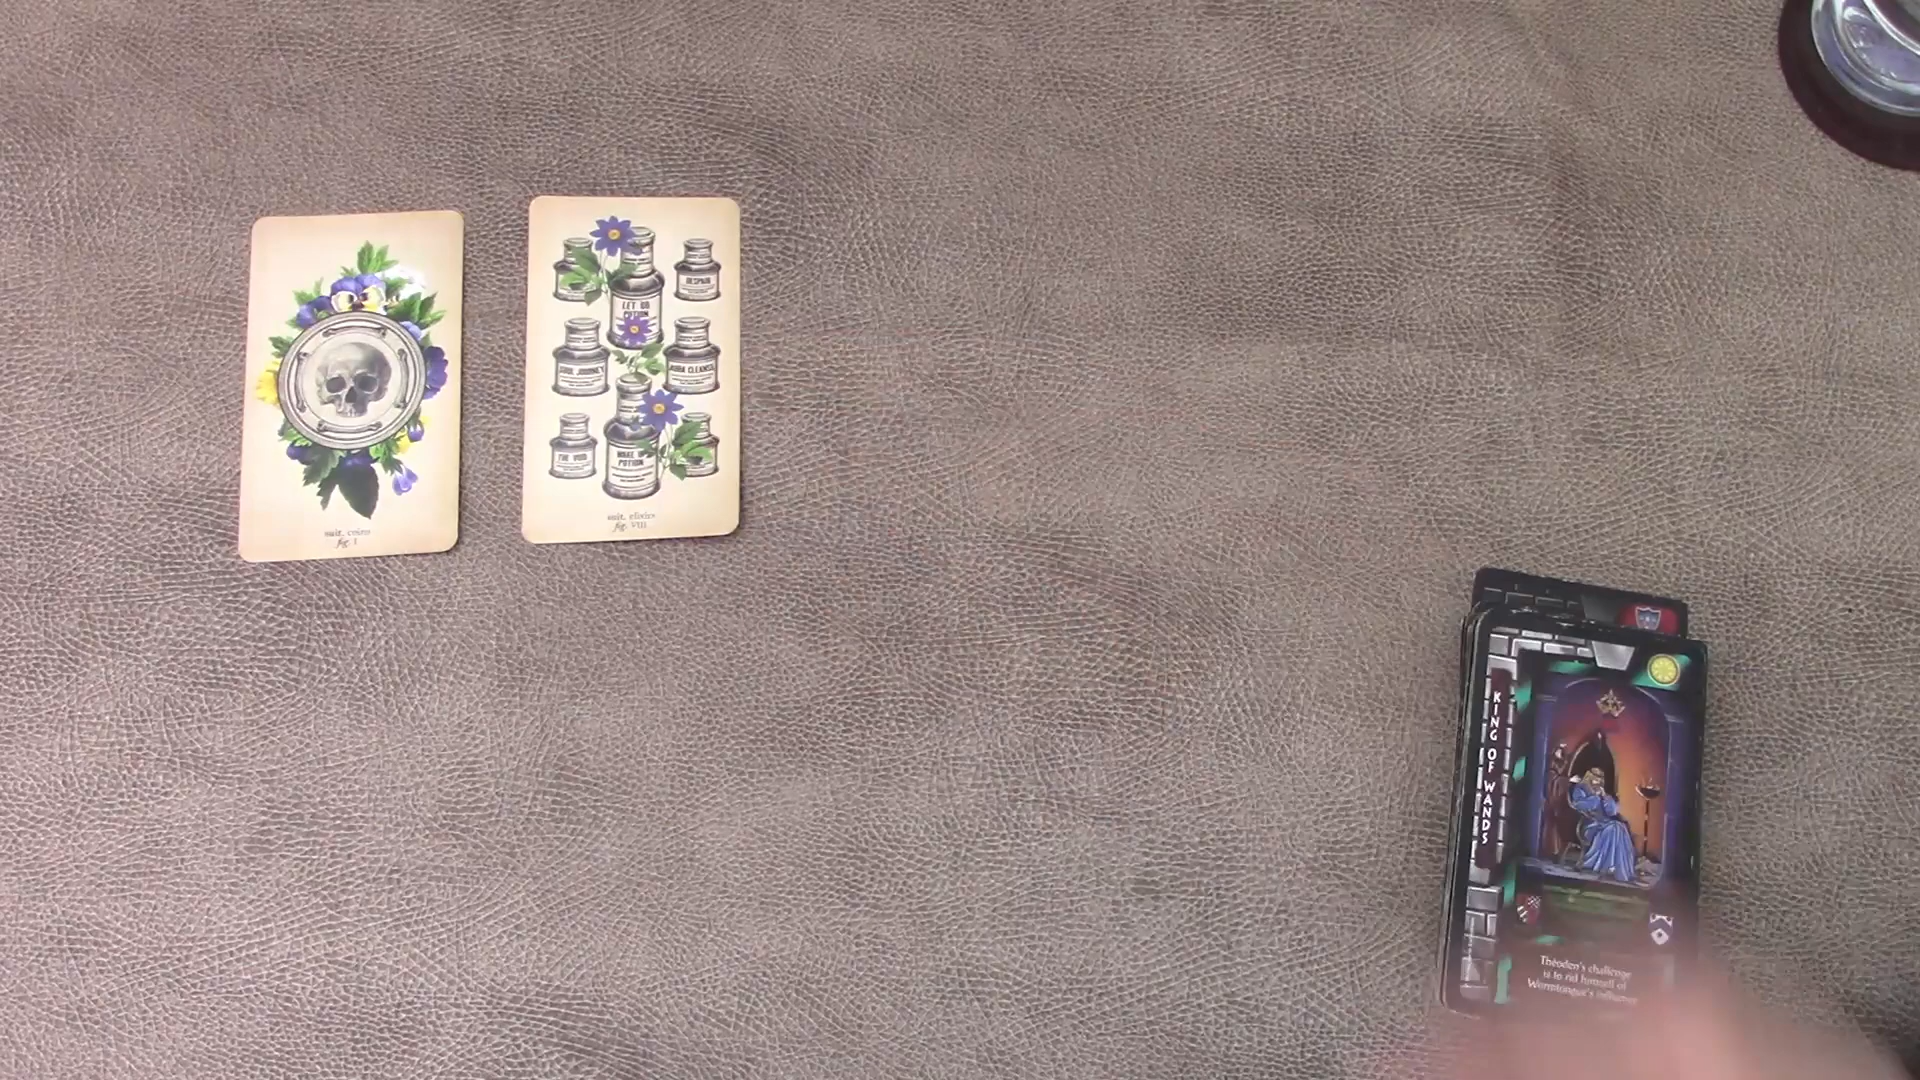 suit. coins
fig. I
LET GO
POTION
DESPAIR
SOUL JOURNEY
AURA CLEANSE
THE VOID
WAKE UP
POTION
suit. elixirs
fig. VIII
KING OF WANDS
Théoden's challenge
is to rid himself of
Wormtongue's influence